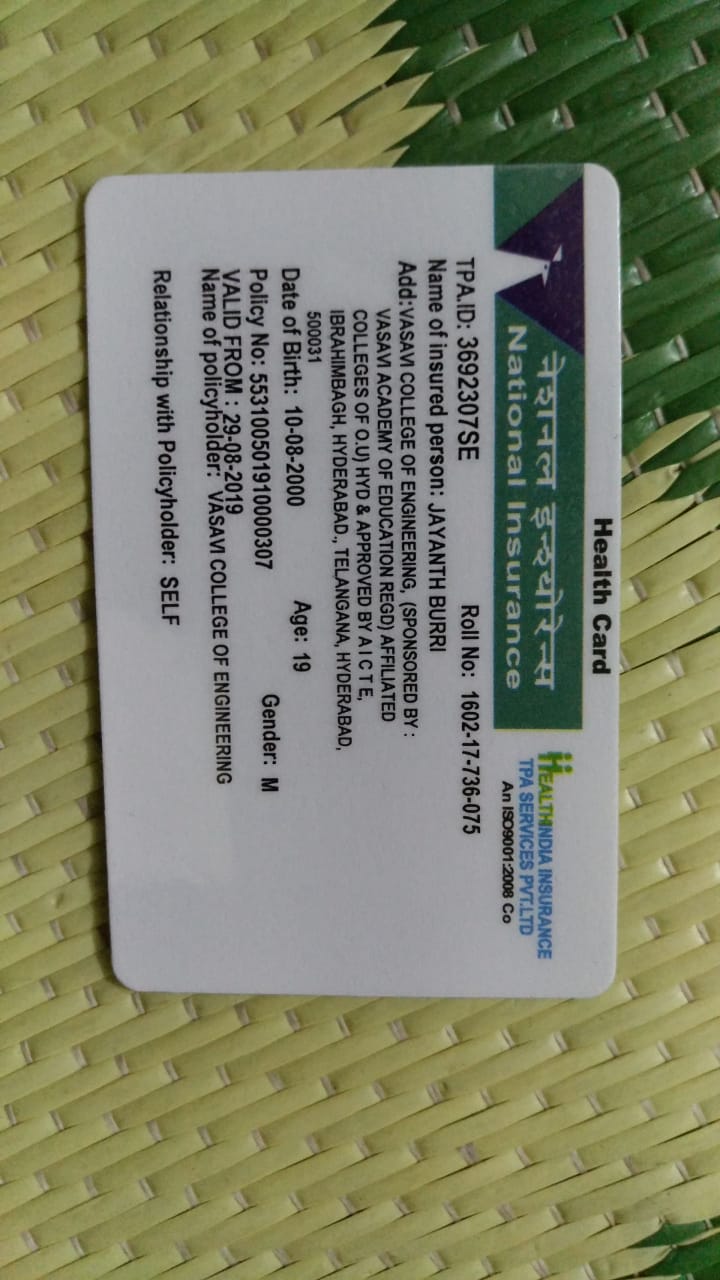 Health Card
नेशनल इन्श्योरेन्स
National Insurance
HEALTHINDIA INSURANCE
TPA SERVICES PVT.LTD
An ISO9001:2008 Co
TPA.ID: 3692307SE Roll No: 1602-17-736-075
Name of insured person: JAYANTH BURRI
Add:VASAVI COLLEGE OF ENGINEERING, (SPONSORED BY :
VASAVI ACADEMY OF EDUCATION REGD) AFFILIATED
COLLEGES OF O.U) HYD & APPROVED BY A I C T E,
IBRAHIMBAGH, HYDERABAD., TELANGANA, HYDERABAD,
500031
Date of Birth: 10-08-2000 Age: 19
Policy No: 553100501910000307 Gender: M
VALID FROM : 29-08-2019
Name of policyholder: VASAVI COLLEGE OF ENGINEERING
Relationship with Policyholder: SELF